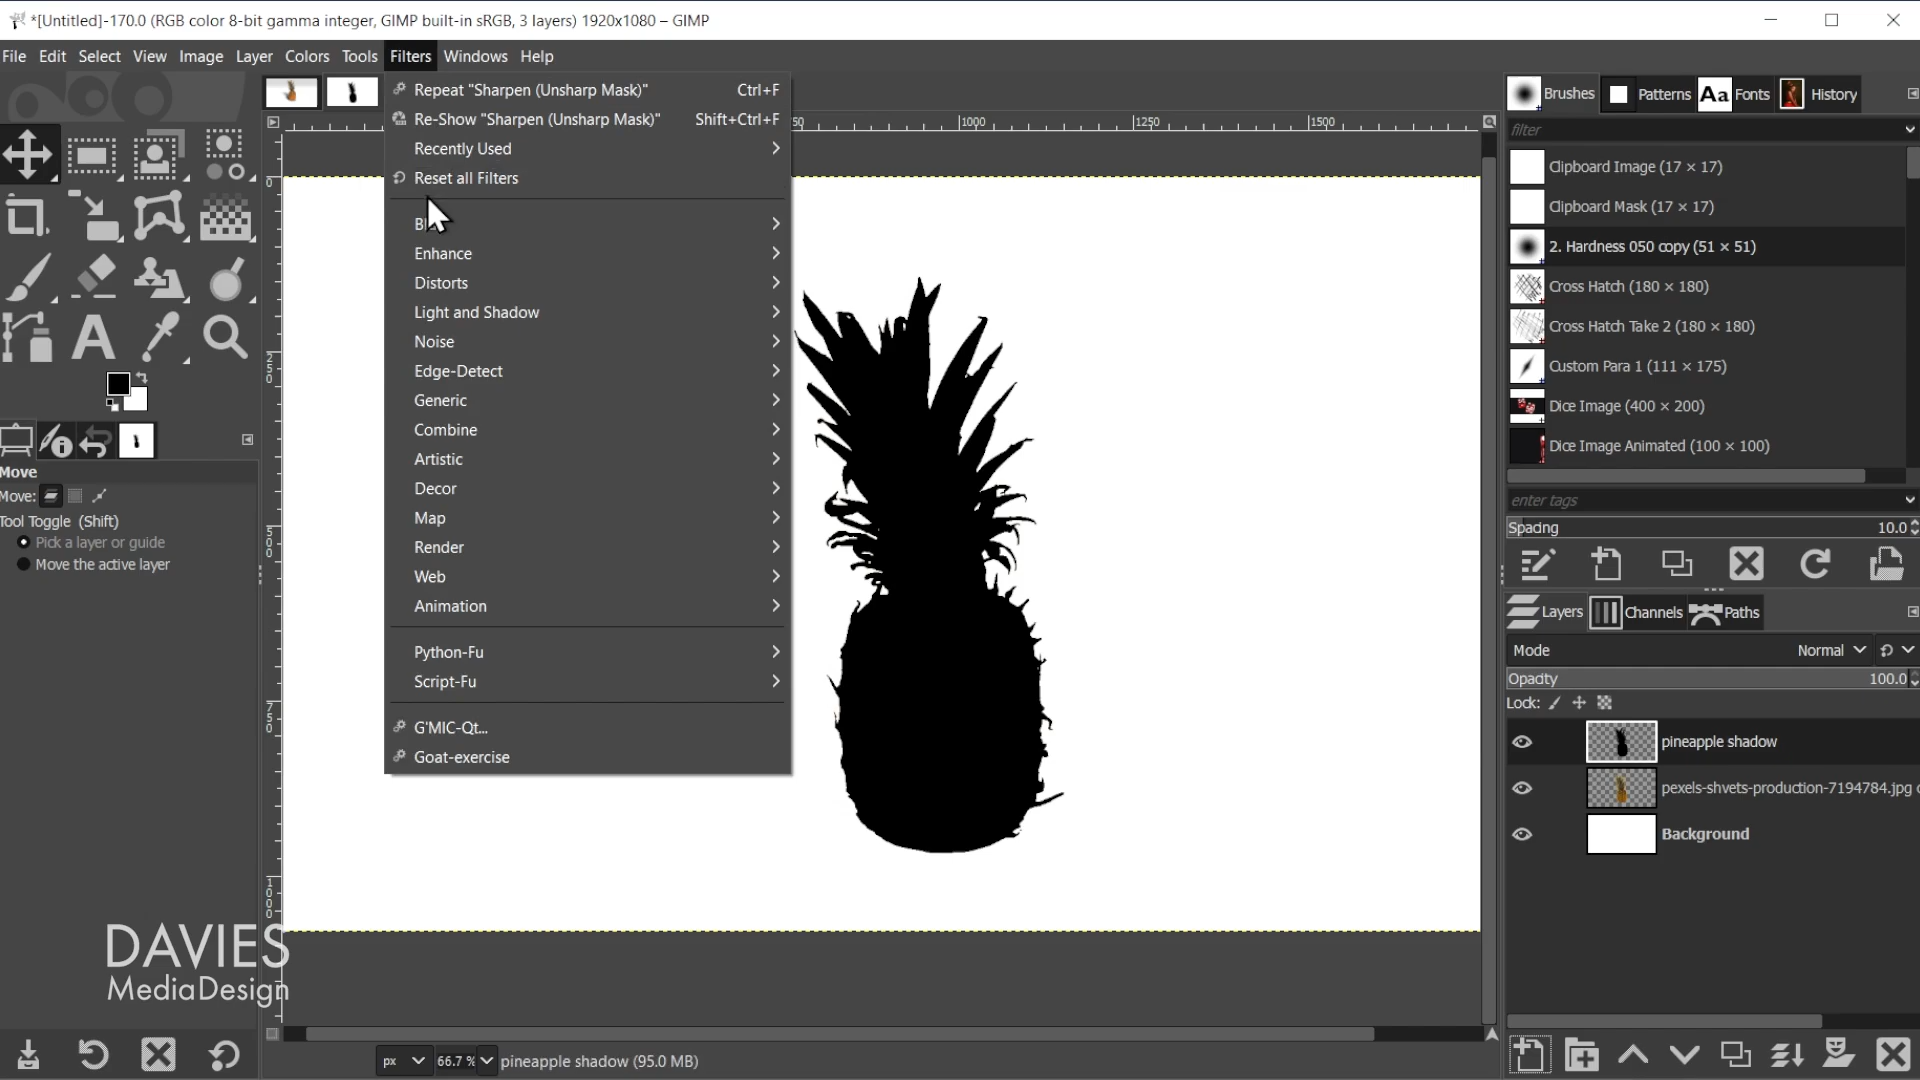 *[Untitled]-170.0 (RGB color 8-bit gamma integer, GIMP built-in sRGB, 3 layers) 1920x1080 – GIMP
File Edit Select View Image Layer Colors Tools Filters Windows Help
Repeat "Sharpen (Unsharp Mask)" Ctrl+F
Re-Show "Sharpen (Unsharp Mask)" Shift+Ctrl+F
Recently Used
Reset all Filters
Enhance
Distorts
Light and Shadow
Noise
Edge-Detect
Generic
Combine
Artistic
Decor
Map
Render
Web
Animation
Python-Fu
Script-Fu
G'MIC-Qt...
Goat-exercise
1000 1250 1500
0
250
500
750
1000
Move
Move:
Tool Toggle (Shift)
Pick a layer or guide
Move the active layer
DAVIES
MediaDesign
px 66.7 % pineapple shadow (95.0 MB)
Brushes Patterns Aa Fonts History
filter
Clipboard Image (17 × 17)
Clipboard Mask (17 × 17)
2. Hardness 050 copy (51 × 51)
Cross Hatch (180 × 180)
Cross Hatch Take 2 (180 × 180)
Custom Para 1 (111 × 175)
Dice Image (400 × 200)
Dice Image Animated (100 × 100)
enter tags
Spacing 10.0
Layers Channels Paths
Mode Normal
Opacity 100.0
Lock:
pineapple shadow
pexels-shvets-production-7194784.jpg
Background